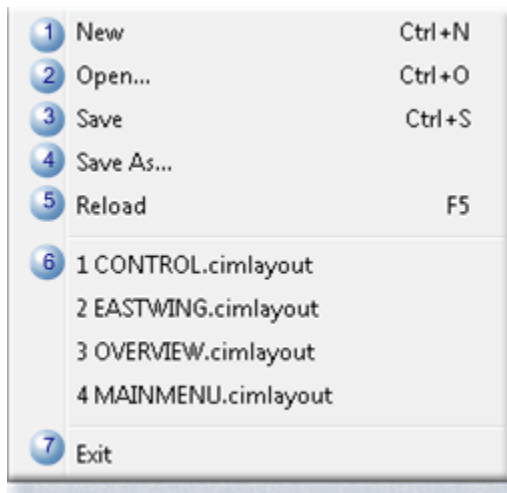 1 New Ctrl+N
2 Open... Ctrl+O
3 Save Ctrl+S
4 Save As...
5 Reload F5
6 1 CONTROL.cimlayout
2 EASTWING.cimlayout
3 OVERVIEW.cimlayout
4 MAINMENU.cimlayout
7 Exit